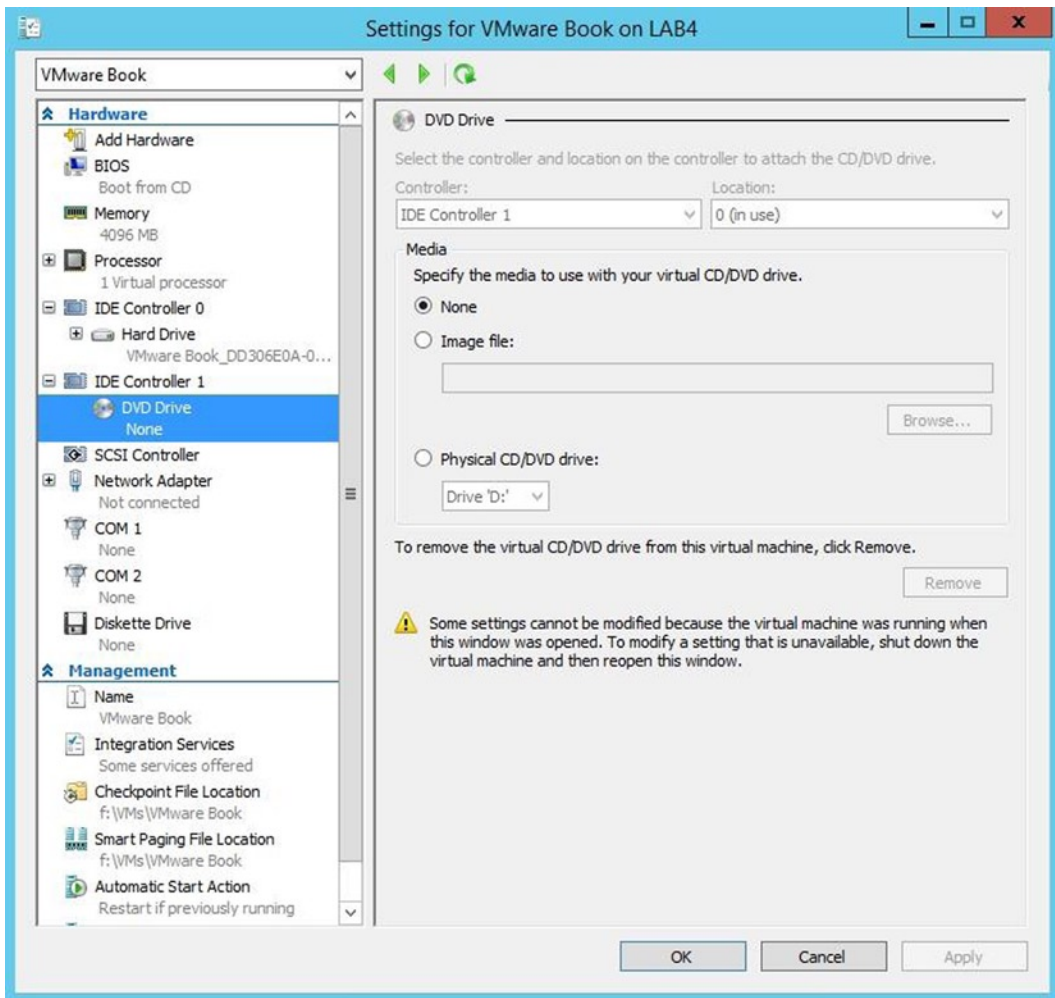 Settings for VMware Book on LAB4
VMware Book
Hardware
Add Hardware
BIOS
Boot from CD
Memory
4096 MB
Processor
1 Virtual processor
IDE Controller 0
Hard Drive
VMware Book_DD306E0A-0...
IDE Controller 1
DVD Drive
None
SCSI Controller
Network Adapter
Not connected
COM 1
None
COM 2
None
Diskette Drive
None
Management
Name
VMware Book
Integration Services
Some services offered
Checkpoint File Location
f:\VMs\VMware Book
Smart Paging File Location
f:\VMs\VMware Book
Automatic Start Action
Restart if previously running
DVD Drive
Select the controller and location on the controller to attach the CD/DVD drive.
Controller:
Location:
IDE Controller 1
0 (in use)
Media
Specify the media to use with your virtual CD/DVD drive.
None
Image file:
Browse...
Physical CD/DVD drive:
Drive 'D:'
To remove the virtual CD/DVD drive from this virtual machine, click Remove.
Remove
Some settings cannot be modified because the virtual machine was running when
this window was opened. To modify a setting that is unavailable, shut down the
virtual machine and then reopen this window.
OK
Cancel
Apply